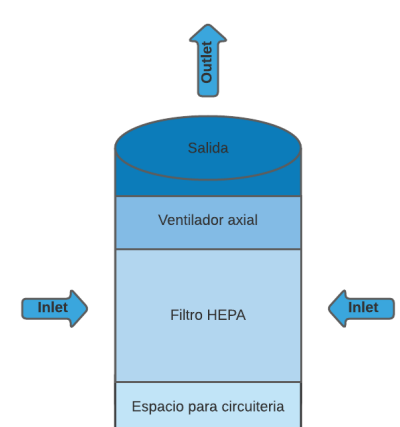 Outlet
Salida
Ventilador axial
Inlet
Inlet
Filtro HEPA
Espacio para circuiteria